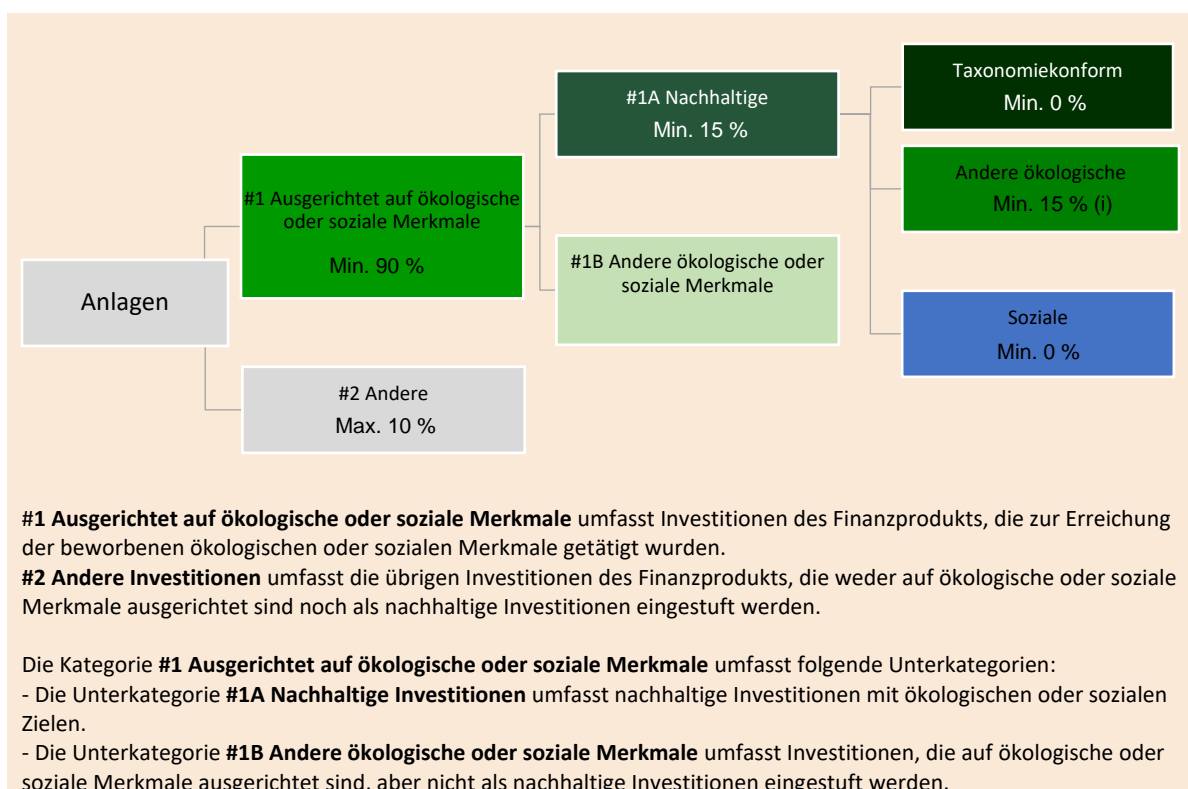 Anlagen
#1 Ausgerichtet auf ökologische
oder soziale Merkmale
Min. 90 %
#2 Andere
Max. 10 %
#1A Nachhaltige
Min. 15 %
#1B Andere ökologische oder
soziale Merkmale
Taxonomiekonform
Min. 0 %
Andere ökologische
Min. 15 % (i)
Soziale
Min. 0 %
#1 Ausgerichtet auf ökologische oder soziale Merkmale umfasst Investitionen des Finanzprodukts, die zur Erreichung
der beworbenen ökologischen oder sozialen Merkmale getätigt wurden.
#2 Andere Investitionen umfasst die übrigen Investitionen des Finanzprodukts, die weder auf ökologische oder soziale
Merkmale ausgerichtet sind noch als nachhaltige Investitionen eingestuft werden.
Die Kategorie #1 Ausgerichtet auf ökologische oder soziale Merkmale umfasst folgende Unterkategorien:
- Die Unterkategorie #1A Nachhaltige Investitionen umfasst nachhaltige Investitionen mit ökologischen oder sozialen
Zielen.
- Die Unterkategorie #1B Andere ökologische oder soziale Merkmale umfasst Investitionen, die auf ökologische oder
soziale Merkmale ausgerichtet sind, aber nicht als nachhaltige Investitionen eingestuft werden.